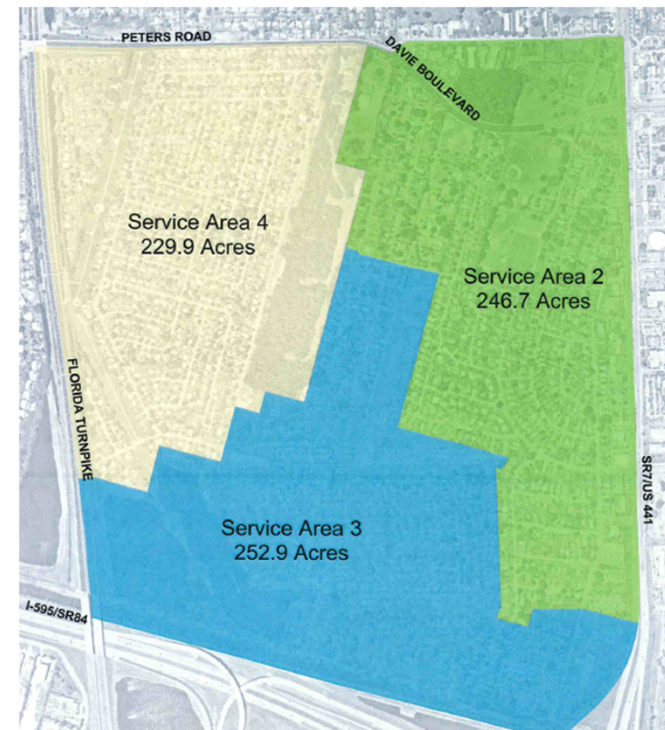 PETERS ROAD
DAVIE BOULEVARD
Service Area 4
229.9 Acres
Service Area 2
246.7 Acres
FLORIDA TURNPIKE
SR7/US 441
Service Area 3
252.9 Acres
I-595/SR84